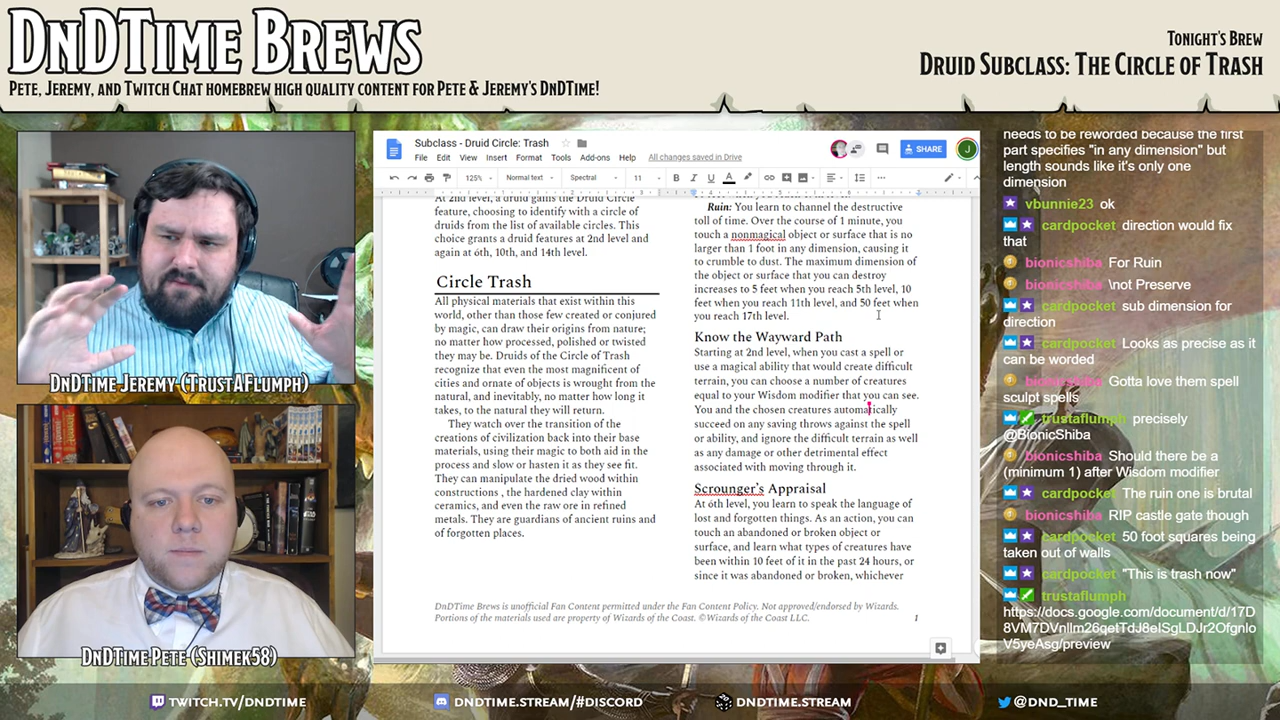 DnDTime Brews
Pete, Jeremy, and Twitch Chat homebrew high quality content for Pete & Jeremy's DnDTime!
Tonight's Brew
Druid Subclass: The Circle of Trash
DnDTime Jeremy (TrustAFlumph)
DnDTime Pete (Shimek58)
Subclass - Druid Circle: Trash
File Edit View Insert Format Tools Add-ons Help All changes saved in Drive
SHARE
J
125% Normal text Spectral 11 B I U A
At 2nd level, a druid gains the Druid Circle
feature, choosing to identify with a circle of
druids from the list of available circles. This
choice grants a druid features at 2nd level and
again at 6th, 10th, and 14th level.
Circle Trash
All physical materials that exist within this
world, other than those few created or conjured
by magic, can draw their origins from nature;
no matter how processed, polished or twisted
they may be. Druids of the Circle of Trash
recognize that even the most magnificent of
cities and ornate of objects is wrought from the
natural, and inevitably, no matter how long it
takes, to the natural they will return.
They watch over the transition of the
creations of civilization back into their base
materials, using their magic to both aid in the
process and slow or hasten it as they see fit.
They can manipulate the dried wood within
constructions , the hardened clay within
ceramics, and even the raw ore in refined
metals. They are guardians of ancient ruins and
of forgotten places.
Ruin: You learn to channel the destructive
toll of time. Over the course of 1 minute, you
touch a nonmagical object or surface that is no
larger than 1 foot in any dimension, causing it
to crumble to dust. The maximum dimension of
the object or surface that you can destroy
increases to 5 feet when you reach 5th level, 10
feet when you reach 11th level, and 50 feet when
you reach 17th level.
Know the Wayward Path
Starting at 2nd level, when you cast a spell or
use a magical ability that would create difficult
terrain, you can choose a number of creatures
equal to your Wisdom modifier that you can see.
You and the chosen creatures automatically
succeed on any saving throws against the spell
or ability, and ignore the difficult terrain as well
as any damage or other detrimental effect
associated with moving through it.
Scrounger's Appraisal
At 6th level, you learn to speak the language of
lost and forgotten things. As an action, you can
touch an abandoned or broken object or
surface, and learn what types of creatures have
been within 10 feet of it in the past 24 hours, or
since it was abandoned or broken, whichever
DnDTime Brews is unofficial Fan Content permitted under the Fan Content Policy. Not approved/endorsed by Wizards.
Portions of the materials used are property of Wizards of the Coast. ©Wizards of the Coast LLC.
1
needs to be reworded because the first
part specifies "in any dimension" but
length sounds like it's only one
dimension
vbunnie23 ok
cardpocket direction would fix
that
bionicshiba For Ruin
bionicshiba \not Preserve
cardpocket sub dimension for
direction
cardpocket Looks as precise as it
can be worded
bionicshiba Gotta love them spell
sculpt spells
trustaflumph precisely
@BionicShiba
bionicshiba Should there be a
(minimum 1) after Wisdom modifier
cardpocket The ruin one is brutal
bionicshiba RIP castle gate though
cardpocket 50 foot squares being
taken out of walls
cardpocket "This is trash now"
trustaflumph
https://docs.google.com/document/d/17D
8VM7DVnllm26qetTdJ8eISgLDJr2OfgnIo
V5yeAsg/preview
twitch.tv/dndtime
dndtime.stream/#discord
dndtime.stream
@dnd_time